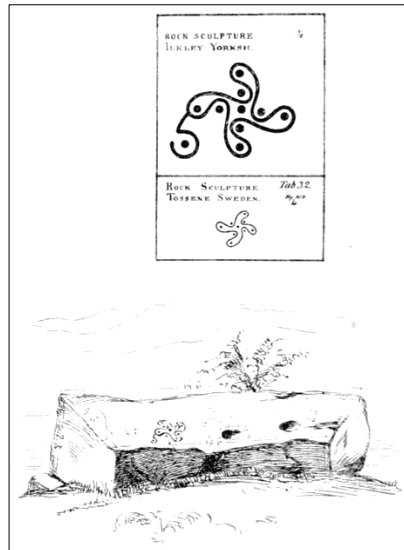 ROCK SCULPTURE
ILKLEY YORKSH.
ROCK SCULPTURE Tab 32
TOSSENE SWEDEN.